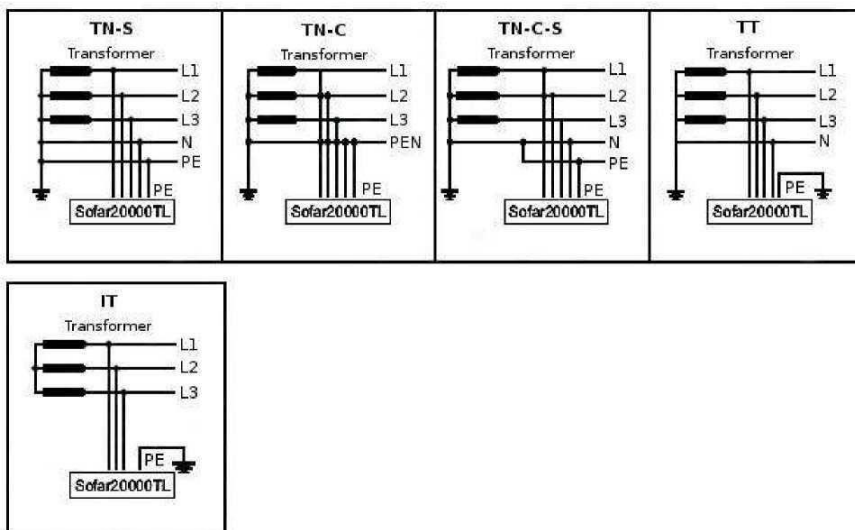 TN-S
Transformer
L1
L2
L3
N
PE
PE
Sofar20000TL
TN-C
Transformer
L1
L2
L3
PEN
PE
Sofar20000TL
TN-C-S
Transformer
L1
L2
L3
N
PE
PE
Sofar20000TL
TT
Transformer
L1
L2
L3
N
PE
Sofar20000TL
IT
Transformer
L1
L2
L3
PE
Sofar20000TL